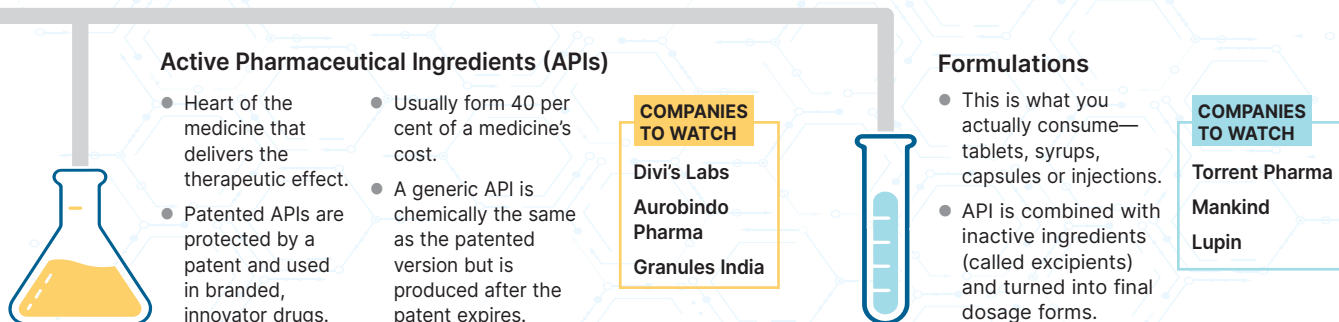 Active Pharmaceutical Ingredients (APIs)
Heart of the
medicine that
delivers the
therapeutic effect.
Patented APIs are
protected by a
patent and used
in branded,
innovator drugs.
Usually form 40 per
cent of a medicine's
cost.
A generic API is
chemically the same
as the patented
version but is
produced after the
patent expires.
COMPANIES
TO WATCH
Divi's Labs
Aurobindo
Pharma
Granules India
Formulations
This is what you
actually consume—
tablets, syrups,
capsules or injections.
API is combined with
inactive ingredients
(called excipients)
and turned into final
dosage forms.
COMPANIES
TO WATCH
Torrent Pharma
Mankind
Lupin